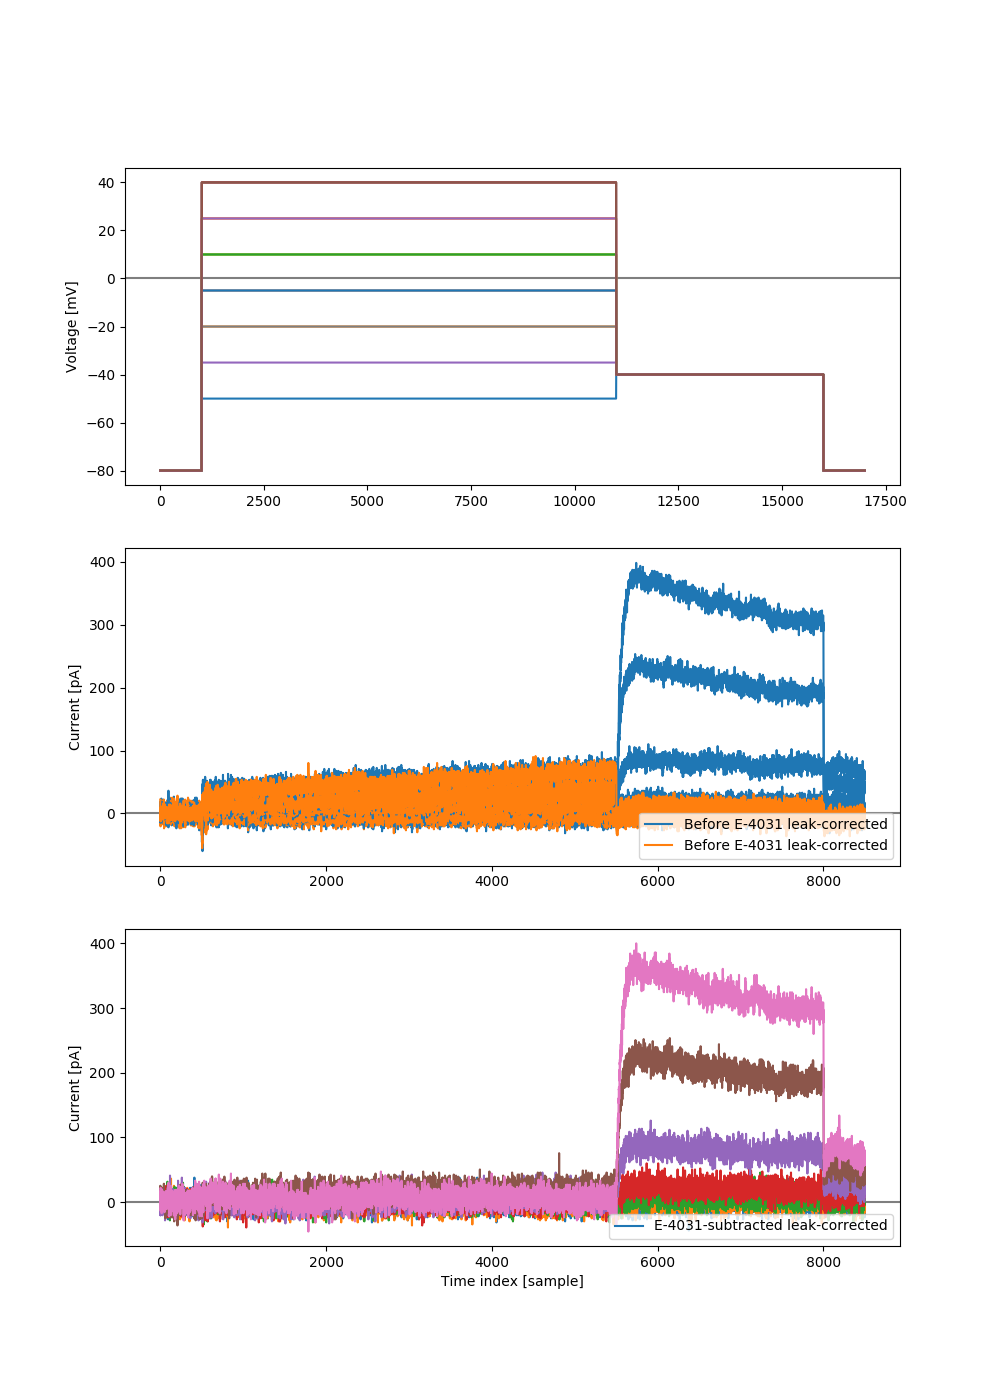 40
20
0
−20
−40
−60
−80
Voltage [mV]
0 2500 5000 7500 10000 12500 15000 17500
400
300
200
100
0
Current [pA]
Before E-4031 leak-corrected
Before E-4031 leak-corrected
0 2000 4000 6000 8000
400
300
200
100
0
Current [pA]
E-4031-subtracted leak-corrected
0 2000 4000 6000 8000
Time index [sample]